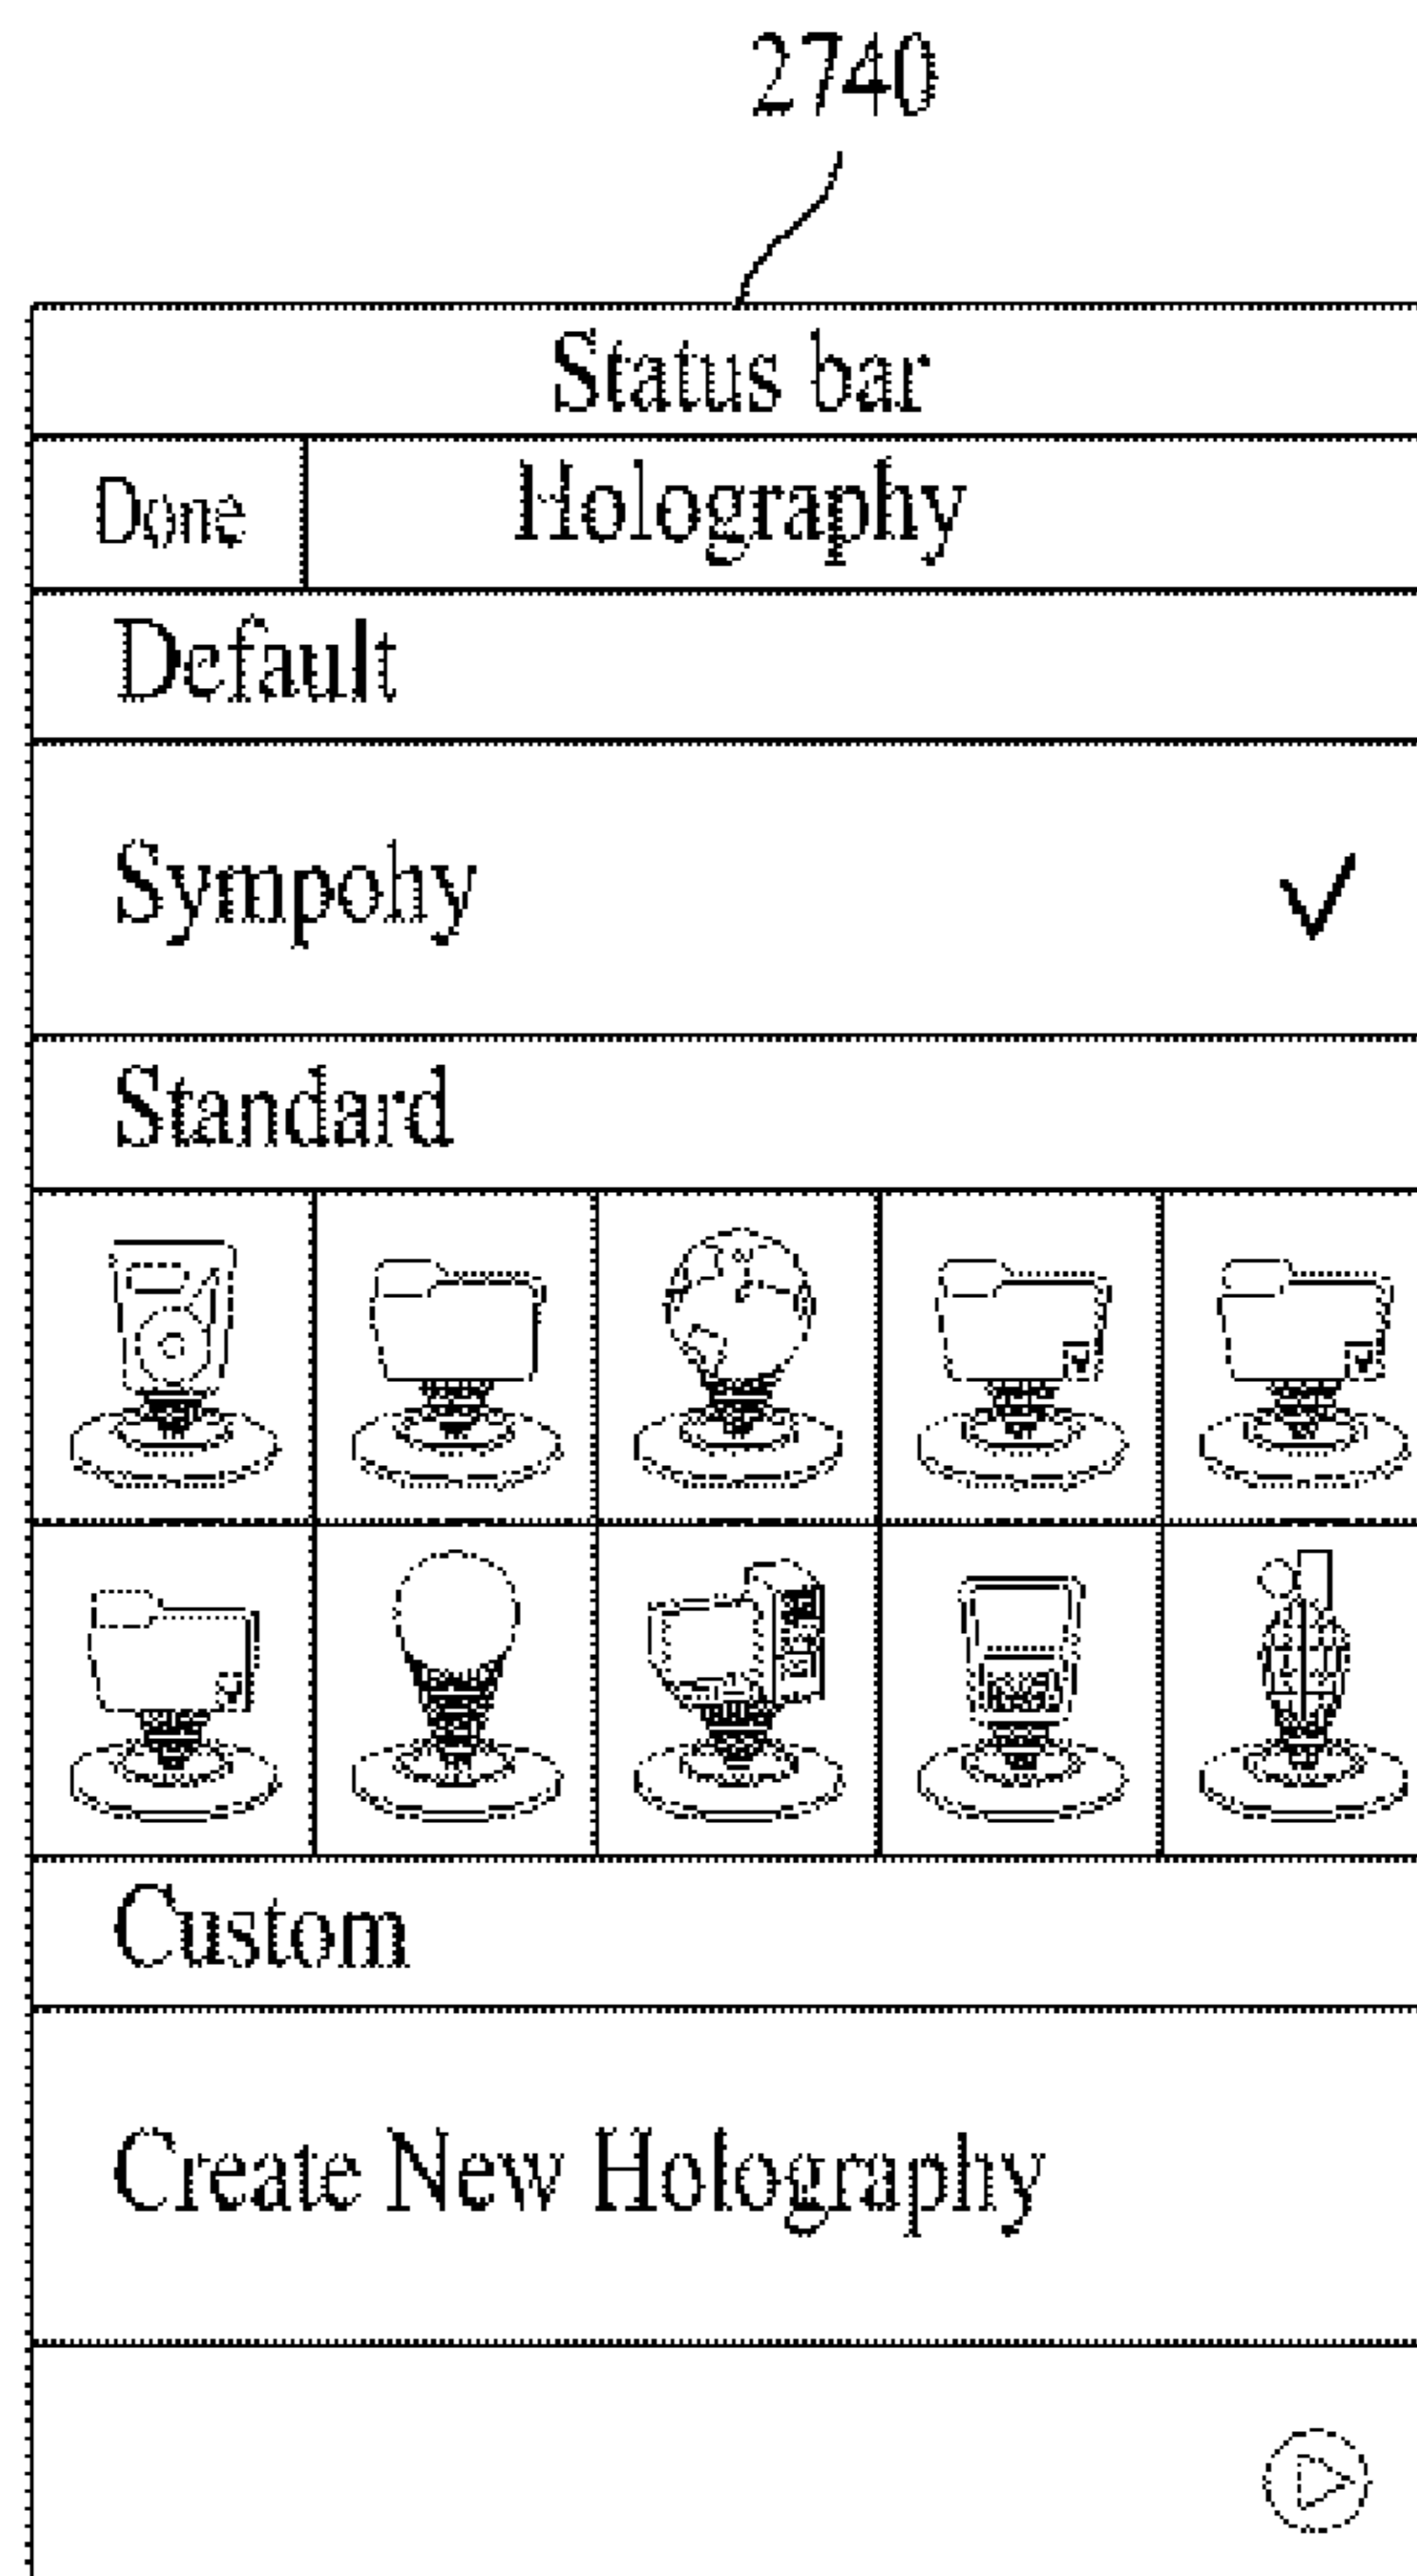 2740
Status bar
Done Holography
Default
Sympohy
Standard
Custom
Create New Holography